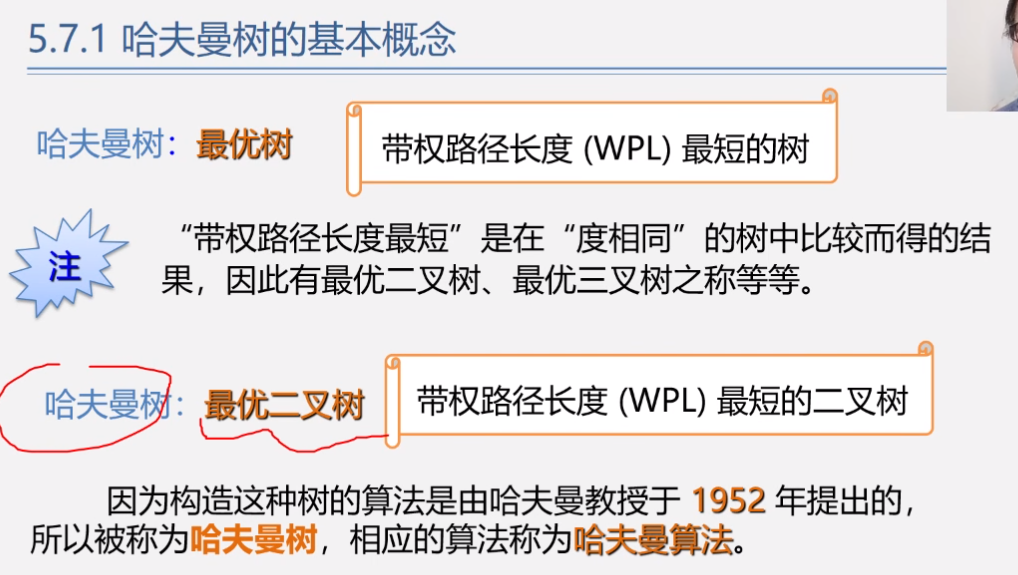 5.7.1 哈夫曼树的基本概念
哈夫曼树：最优树
带权路径长度 (WPL) 最短的树
注
“带权路径长度最短”是在“度相同”的树中比较而得的结
果，因此有最优二叉树、最优三叉树之称等等。
哈夫曼树：最优二叉树
带权路径长度 (WPL) 最短的二叉树
因为构造这种树的算法是由哈夫曼教授于 1952 年提出的，
所以被称为哈夫曼树，相应的算法称为哈夫曼算法。